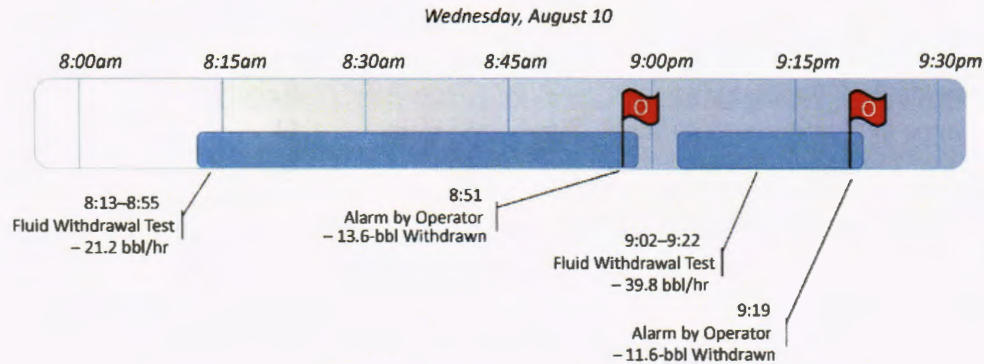 Wednesday, August 10
8:00am 8:15am 8:30am 8:45am 9:00pm 9:15pm 9:30pm
O O
8:13–8:55
Fluid Withdrawal Test
– 21.2 bbl/hr
8:51
Alarm by Operator
– 13.6-bbl Withdrawn
9:02–9:22
Fluid Withdrawal Test
– 39.8 bbl/hr
9:19
Alarm by Operator
– 11.6-bbl Withdrawn